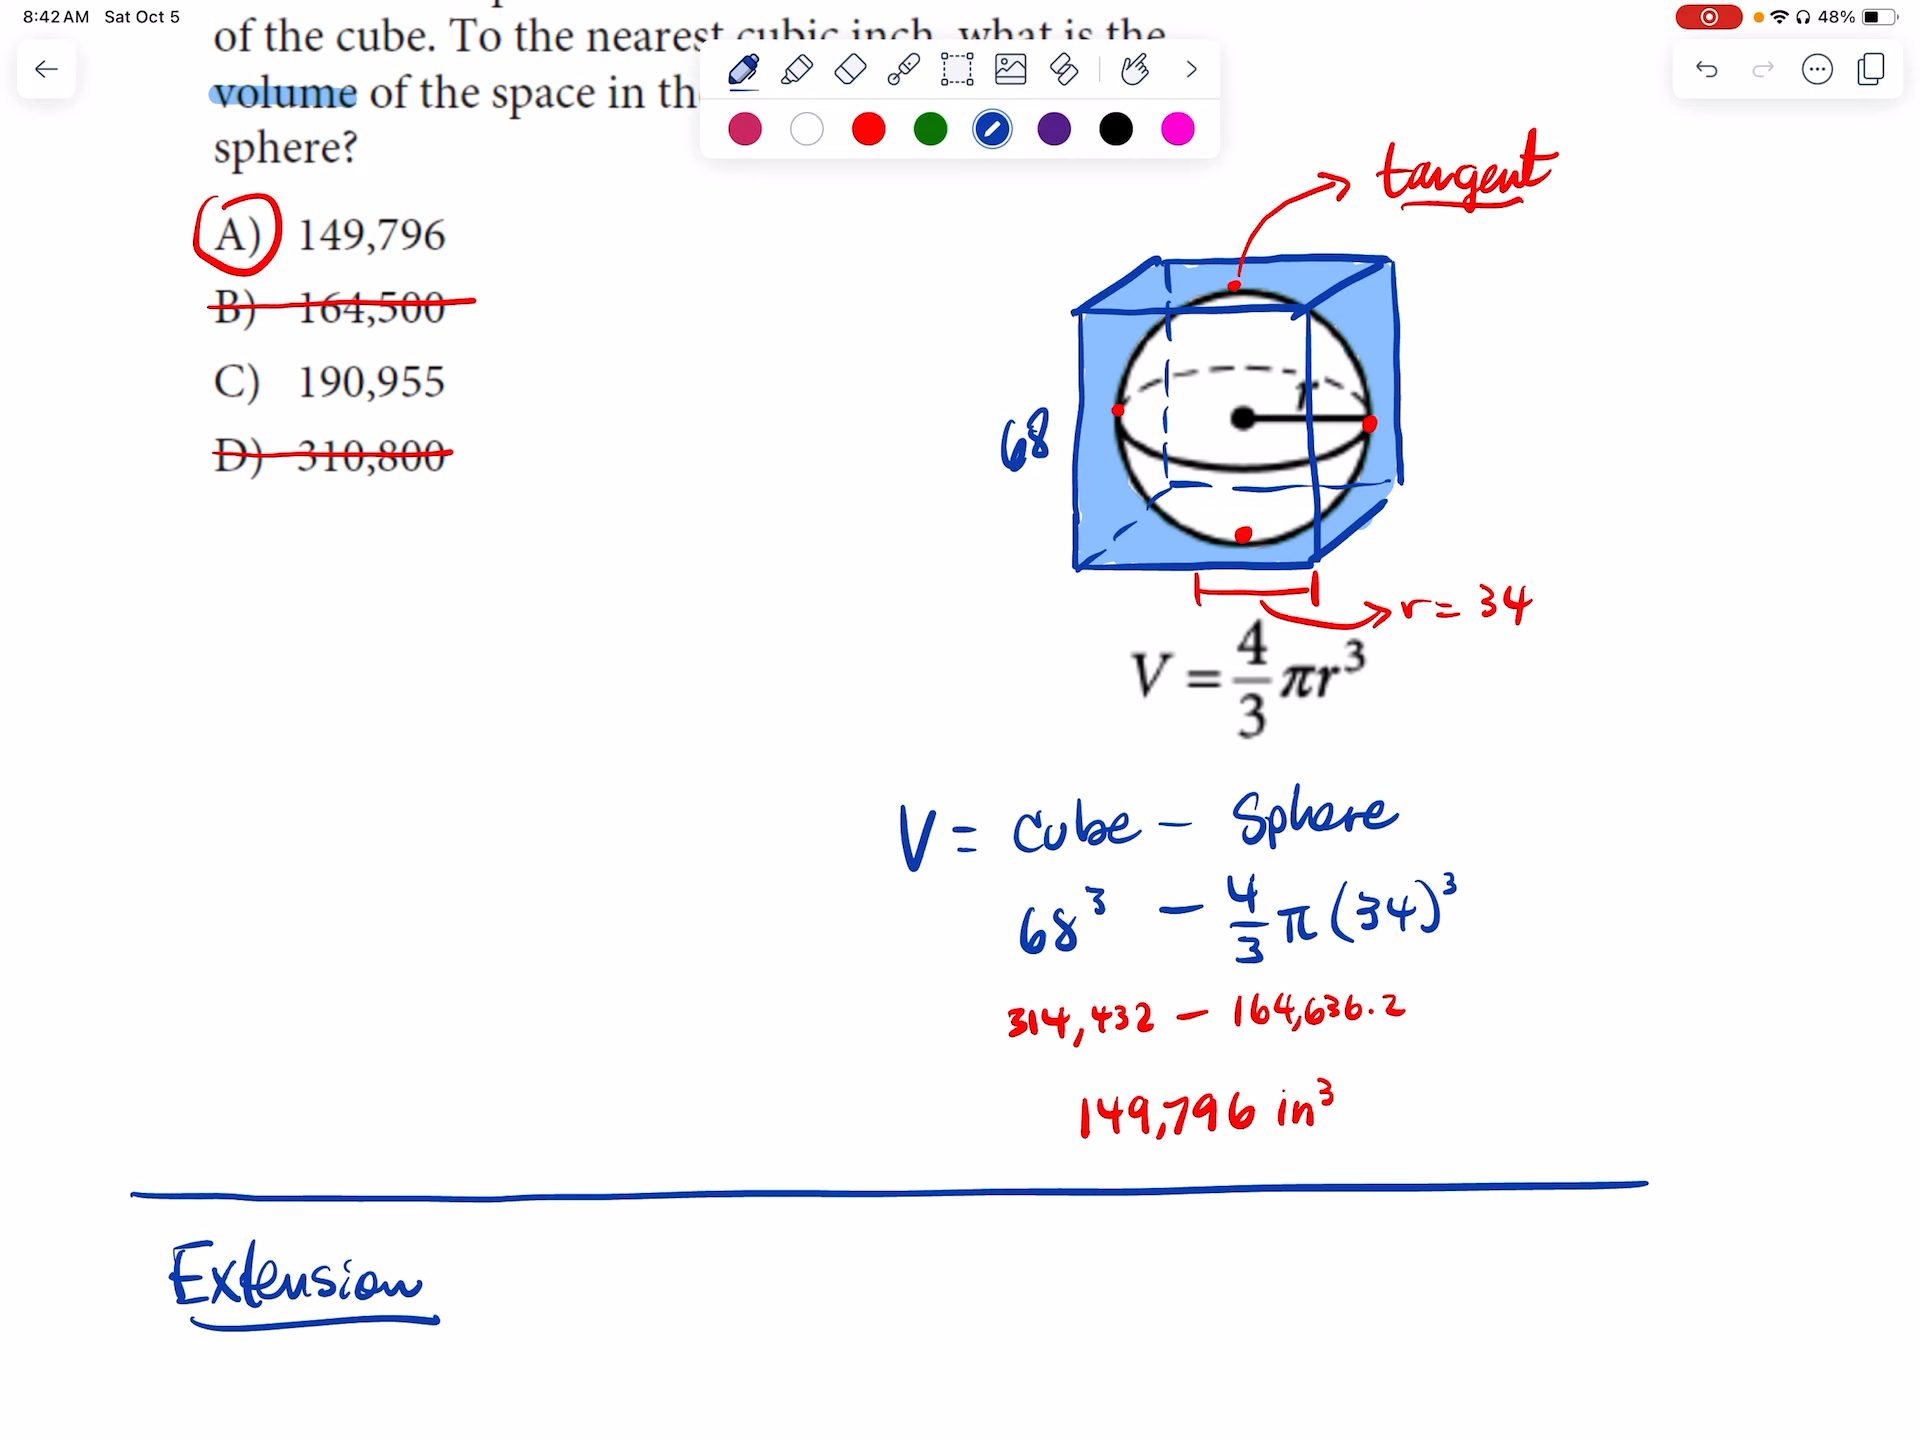 8:42 AM Sat Oct 5
48%
of the cube. To the nearest cubic inch, what is the
volume of the space in th
sphere?
A) 149,796
B) 164,500
C) 190,955
D) 310,800
tangent
r
68
r = 34
V = 4/3 πr³
V = Cube - Sphere
68³ - 4/3 π (34)³
314,432 - 164,636.2
149,796 in³
Extension